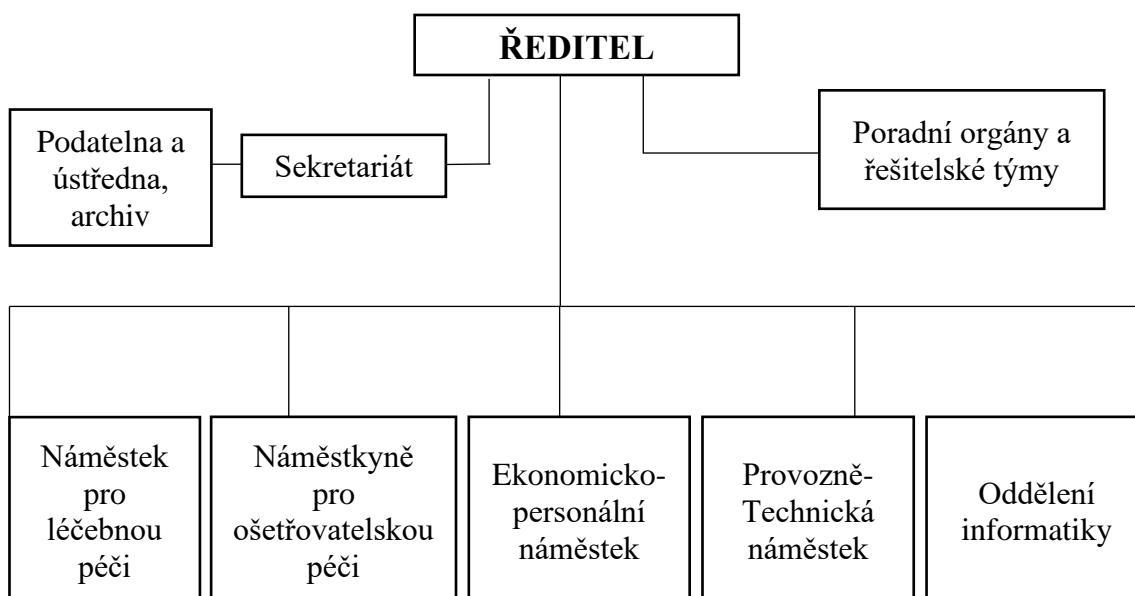 ŘEDITEL
Podatelna a
ústředna,
archiv
Sekretariát
Poradní orgány a
řešitelské týmy
Náměstek
pro
léčebnou
péči
Náměstkyně
pro
ošetřovatelskou
péči
Ekonomicko-
personální
náměstek
Provozně-
Technická
náměstek
Oddělení
informatiky